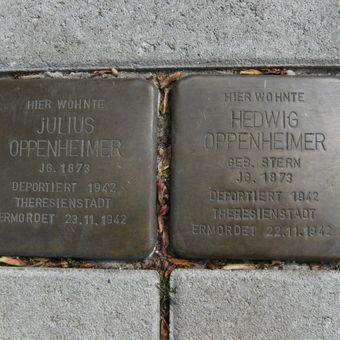 HIER WOHNTE
JULIUS
OPPENHEIMER
JG. 1873
DEPORTIERT 1942
THERESIENSTADT
ERMORDET 23.11.1942
HIER WOHNTE
HEDWIG
OPPENHEIMER
GEB. STERN
JG. 1873
DEPORTIERT 1942
THERESIENSTADT
ERMORDET 22.11.1942